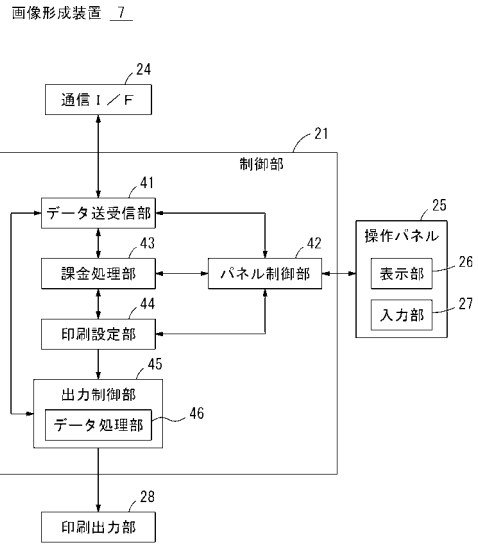 画像形成装置 7
24
通信Ｉ／Ｆ
21
制御部
41
データ送受信部
25
操作パネル
43
42
課金処理部
パネル制御部
表示部
26
44
入力部
27
印刷設定部
45
出力制御部
データ処理部
46
28
印刷出力部